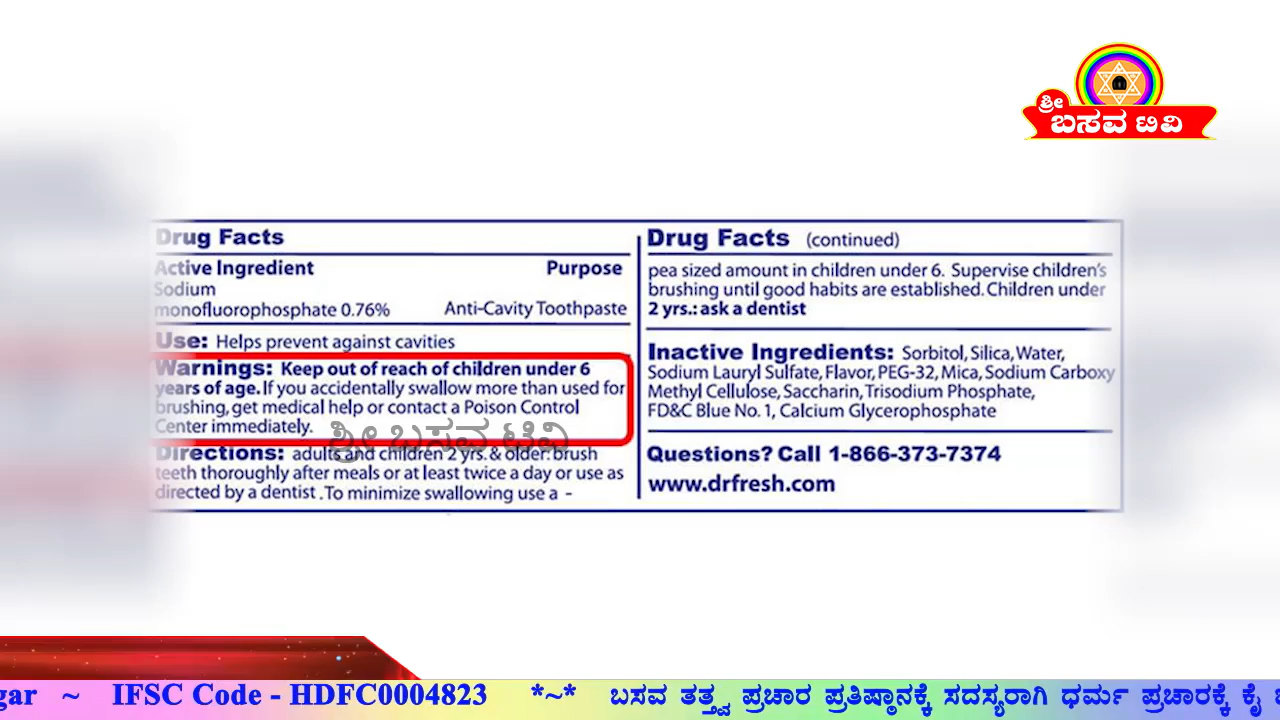 ಶ್ರೀ
ಬಸವ ಟಿವಿ
Drug Facts
Active Ingredient Purpose
Sodium
monofluorophosphate 0.76% Anti-Cavity Toothpaste
Use: Helps prevent against cavities
Warnings: Keep out of reach of children under 6
years of age. If you accidentally swallow more than used for
brushing, get medical help or contact a Poison Control
Center immediately.
ಶ್ರೀ ಬಸವ ಟಿವಿ
Directions: adults and children 2 yrs. & older: brush
teeth thoroughly after meals or at least twice a day or use as
directed by a dentist .To minimize swallowing use a -
Drug Facts (continued)
pea sized amount in children under 6. Supervise children's
brushing until good habits are established. Children under
2 yrs.: ask a dentist
Inactive Ingredients: Sorbitol, Silica, Water,
Sodium Lauryl Sulfate, Flavor, PEG-32, Mica, Sodium Carboxy
Methyl Cellulose, Saccharin, Trisodium Phosphate,
FD&C Blue No. 1, Calcium Glycerophosphate
Questions? Call 1-866-373-7374
www.drfresh.com
gar ~ IFSC Code - HDFC0004823 *~* ಬಸವ ತತ್ತ್ವ ಪ್ರಚಾರ ಪ್ರತಿಷ್ಠಾನಕ್ಕೆ ಸದಸ್ಯರಾಗಿ ಧರ್ಮ ಪ್ರಚಾರಕ್ಕೆ ಕೈ